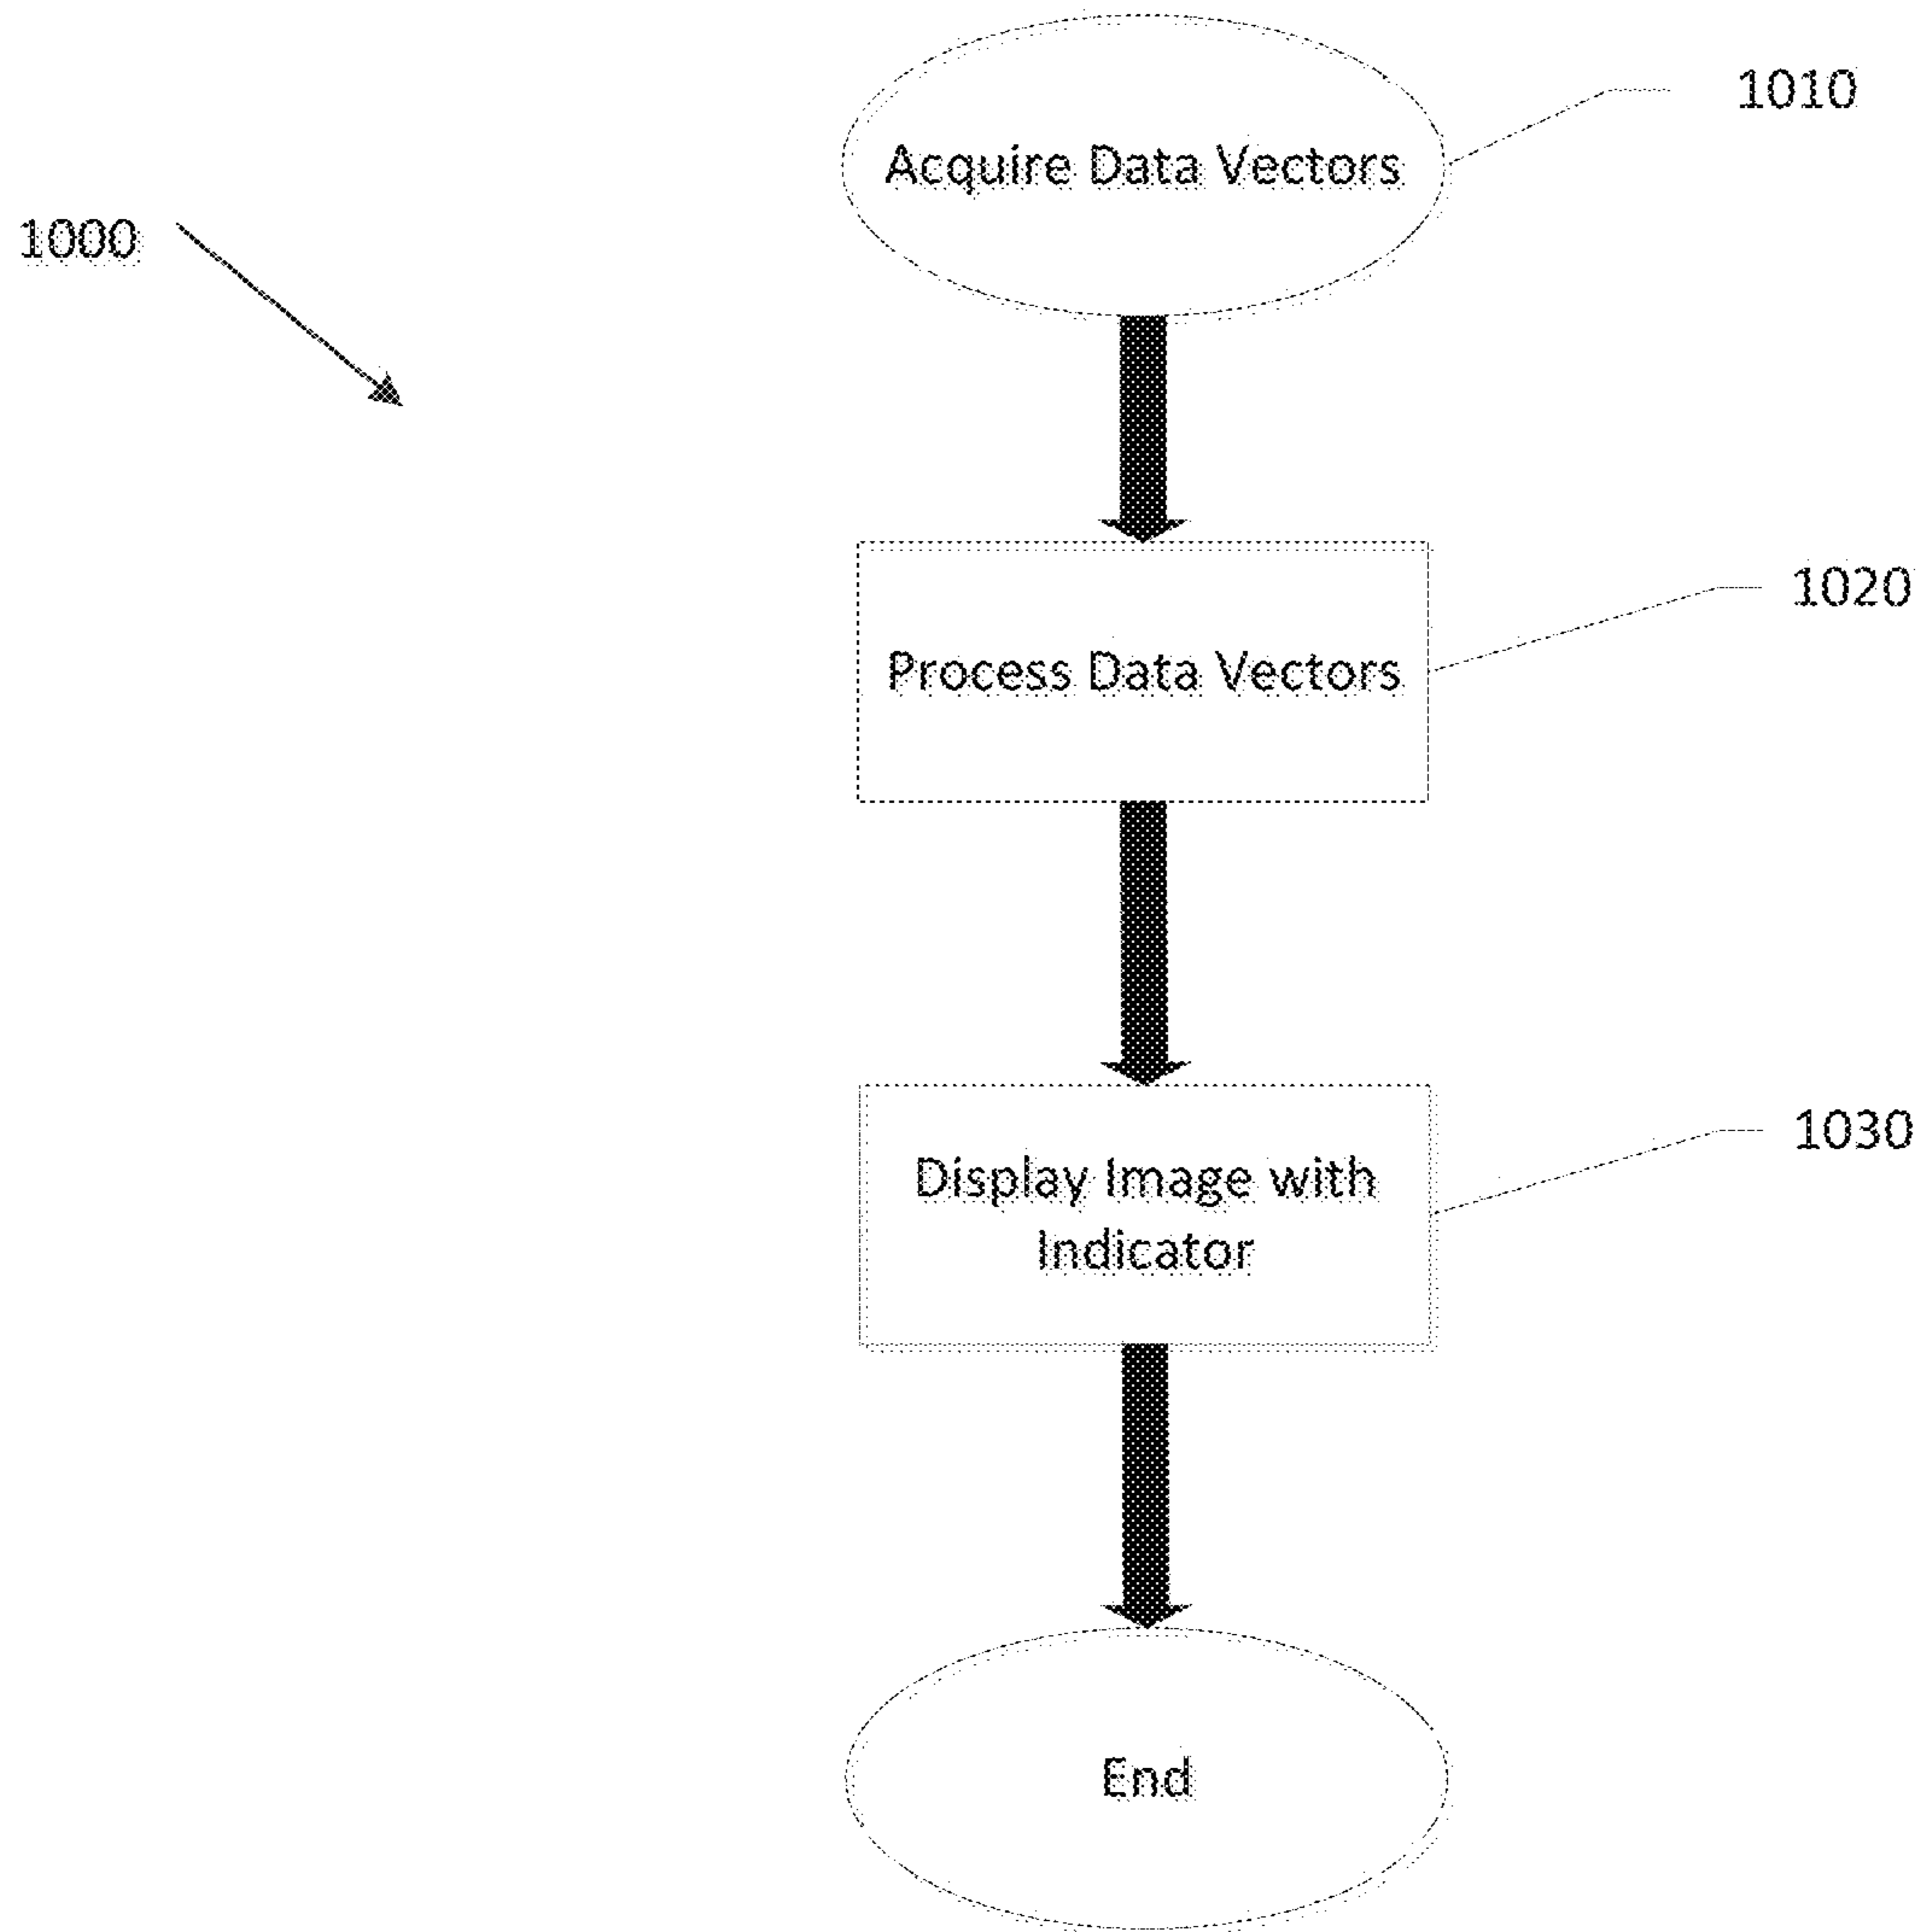 1010
Acquire Data Vectors
1000
1020
Process Data Vectors
1030
Display Image with
Indicator
End